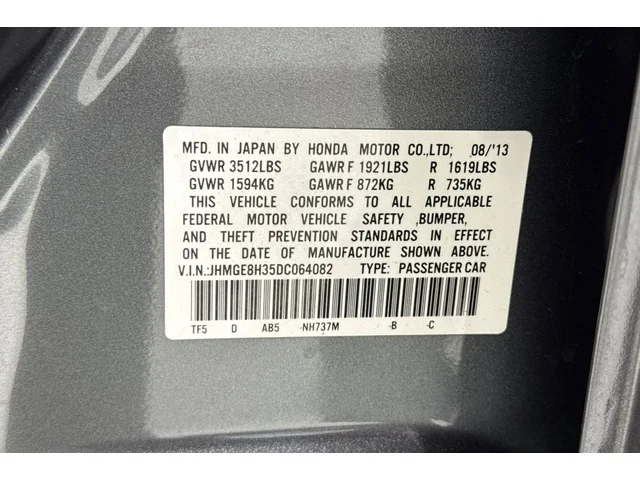 MFD. IN JAPAN BY HONDA MOTOR CO.,LTD; 08/'13
GVWR 3512LBS GAWR F 1921LBS R 1619LBS
GVWR 1594KG GAWR F 872KG R 735KG
THIS VEHICLE CONFORMS TO ALL APPLICABLE
FEDERAL MOTOR VEHICLE SAFETY ,BUMPER,
AND THEFT PREVENTION STANDARDS IN EFFECT
ON THE DATE OF MANUFACTURE SHOWN ABOVE.
V.I.N.:JHMGE8H35DC064082 TYPE: PASSENGER CAR
TF5 D AB5 -NH737M -B -C